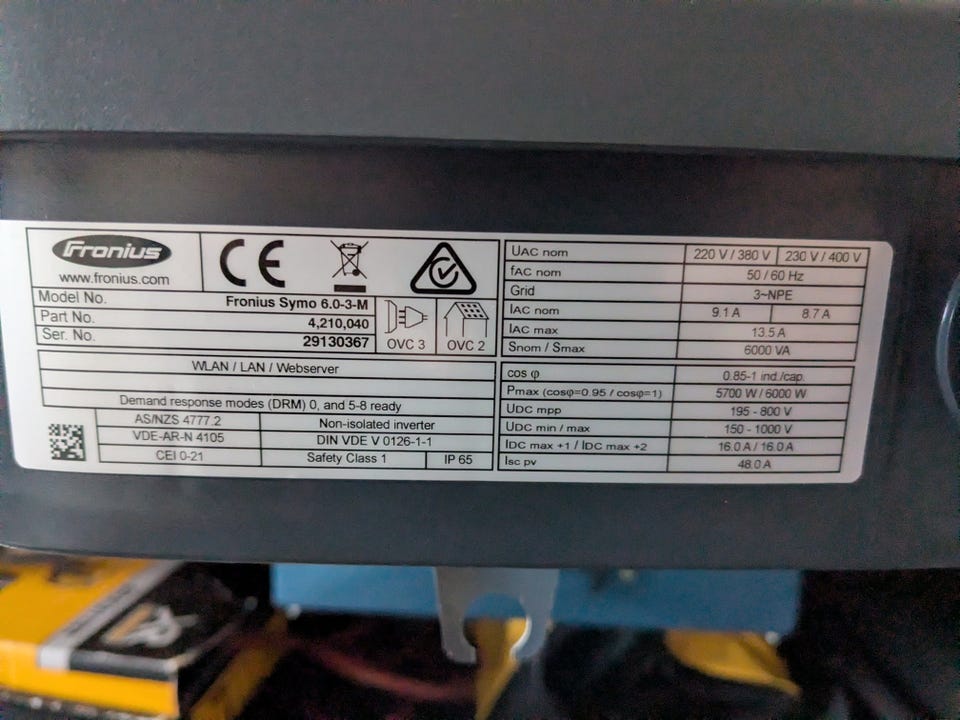 Fronius
www.fronius.com
Model No. Fronius Symo 6.0-3-M
Part No. 4,210,040
Ser. No. 29130367
OVC 3 OVC 2
WLAN / LAN / Webserver
Demand response modes (DRM) 0, and 5-8 ready
AS/NZS 4777.2 Non-isolated inverter
VDE-AR-N 4105 DIN VDE V 0126-1-1
CEI 0-21 Safety Class 1 IP 65
UAC nom 220 V / 380 V 230 V / 400 V
fAC nom 50 / 60 Hz
Grid 3~NPE
IAC nom 9.1 A 8.7 A
IAC max 13.5 A
Snom / Smax 6000 VA
cos φ 0.85-1 ind./cap.
Pmax (cosφ=0.95 / cosφ=1) 5700 W / 6000 W
UDC mpp 195 - 800 V
UDC min / max 150 - 1000 V
IDC max +1 / IDC max +2 16.0 A / 16.0 A
Isc pv 48.0 A